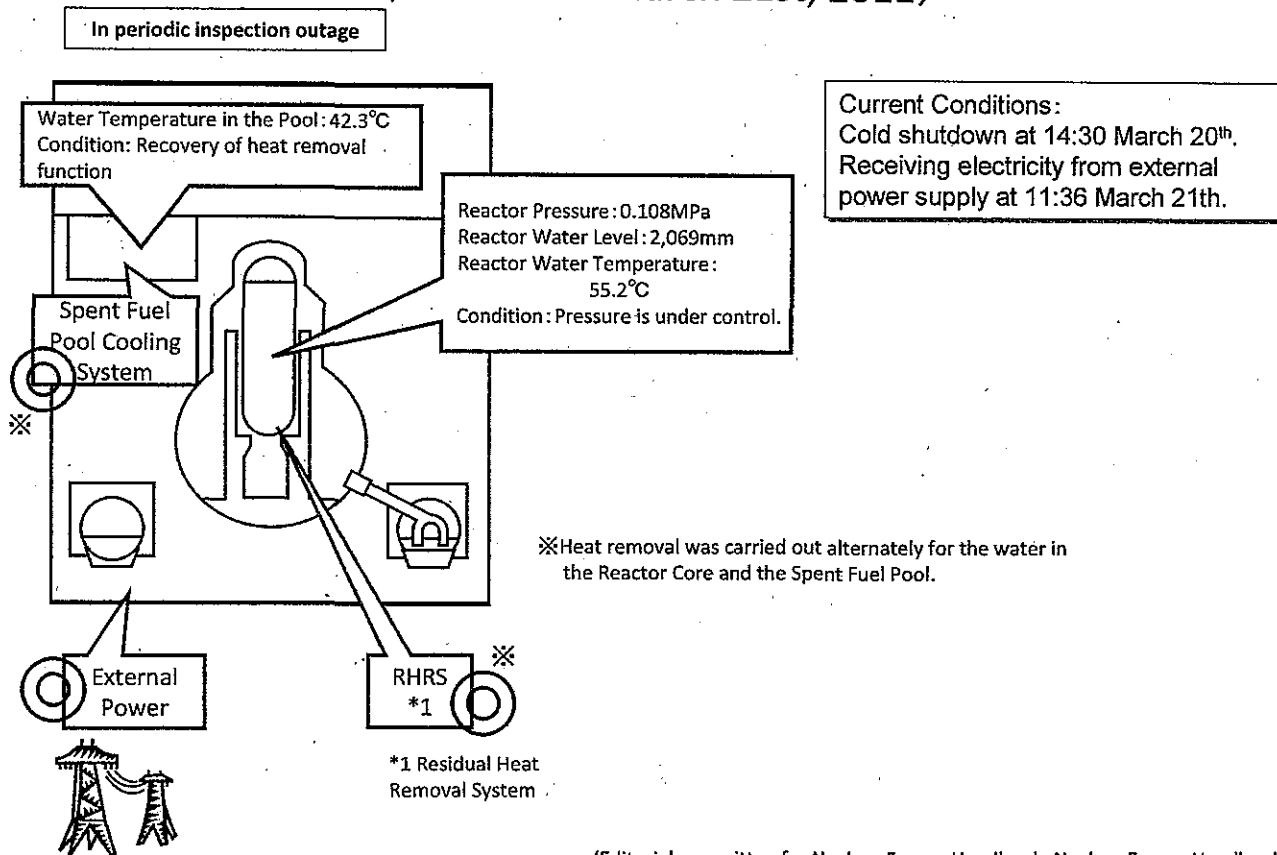 In periodic inspection outage
Water Temperature in the Pool: 42.3℃
Condition: Recovery of heat removal
function
Current Conditions:
Cold shutdown at 14:30 March 20th.
Receiving electricity from external
power supply at 11:36 March 21th.
Reactor Pressure: 0.108MPa
Reactor Water Level: 2,069mm
Reactor Water Temperature:
55.2℃
Condition: Pressure is under control.
Spent Fuel
Pool Cooling
System
※
※Heat removal was carried out alternately for the water in
the Reactor Core and the Spent Fuel Pool.
External
Power
RHRS
*1
※
*1 Residual Heat
Removal System